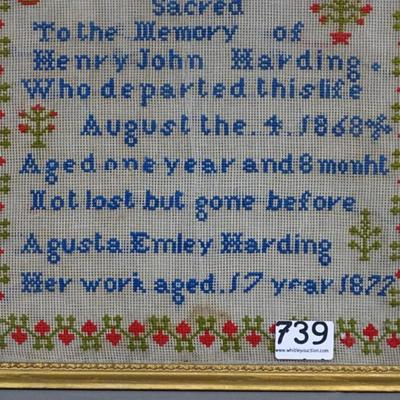 Sacred
To the Memory of
Henry John Harding.
Who departed this life
August the .4. 1868
Aged one year and 8 monht
Not lost but gone before
Agusta Emley Harding
Her work aged .17 year 1877
739
www.whitleyauction.com